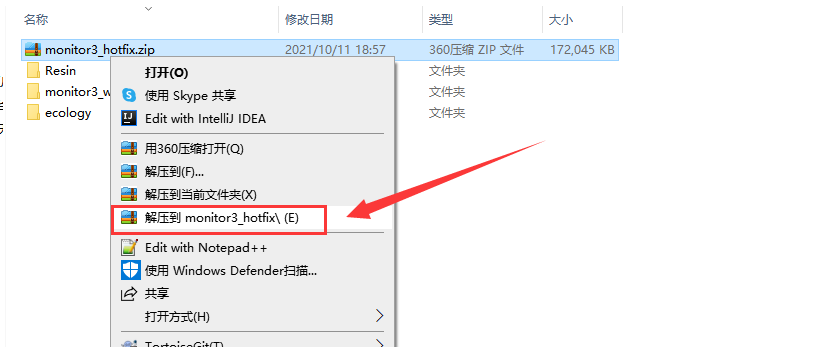 名称 修改日期 类型 大小
monitor3_hotfix.zip 2021/10/11 18:57 360压缩 ZIP 文件 172,045 KB
Resin 文件夹
monitor3_w 文件夹
ecology 文件夹
打开(O)
使用 Skype 共享
Edit with IntelliJ IDEA
用360压缩打开(Q)
解压到(F)...
解压到当前文件夹(X)
解压到 monitor3_hotfix\ (E)
Edit with Notepad++
使用 Windows Defender扫描...
共享
打开方式(H)
TortoiseGit(T)